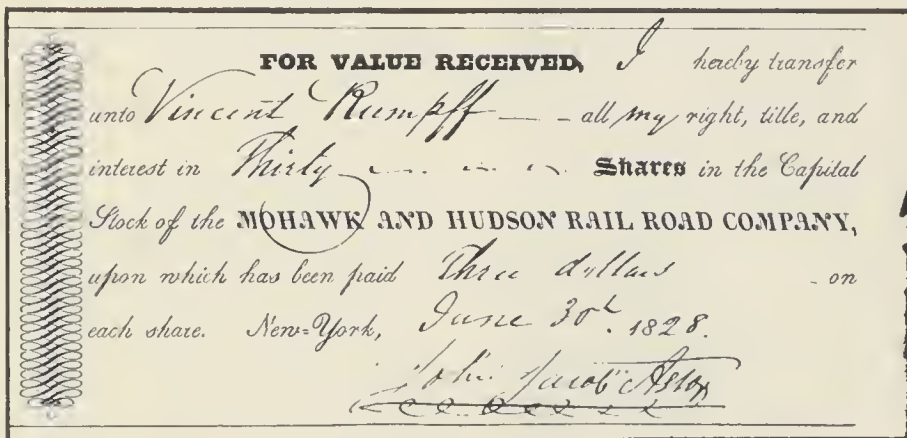 FOR VALUE RECEIVED, I hereby transfer
unto Vincent Rumpff — - all my right, title, and
interest in Thirty Shares in the Capital
Stock of the MOHAWK AND HUDSON RAIL ROAD COMPANY,
upon which has been paid Three dollars - on
each share. New=York, June 30th. 1828.
John Jacob Astor